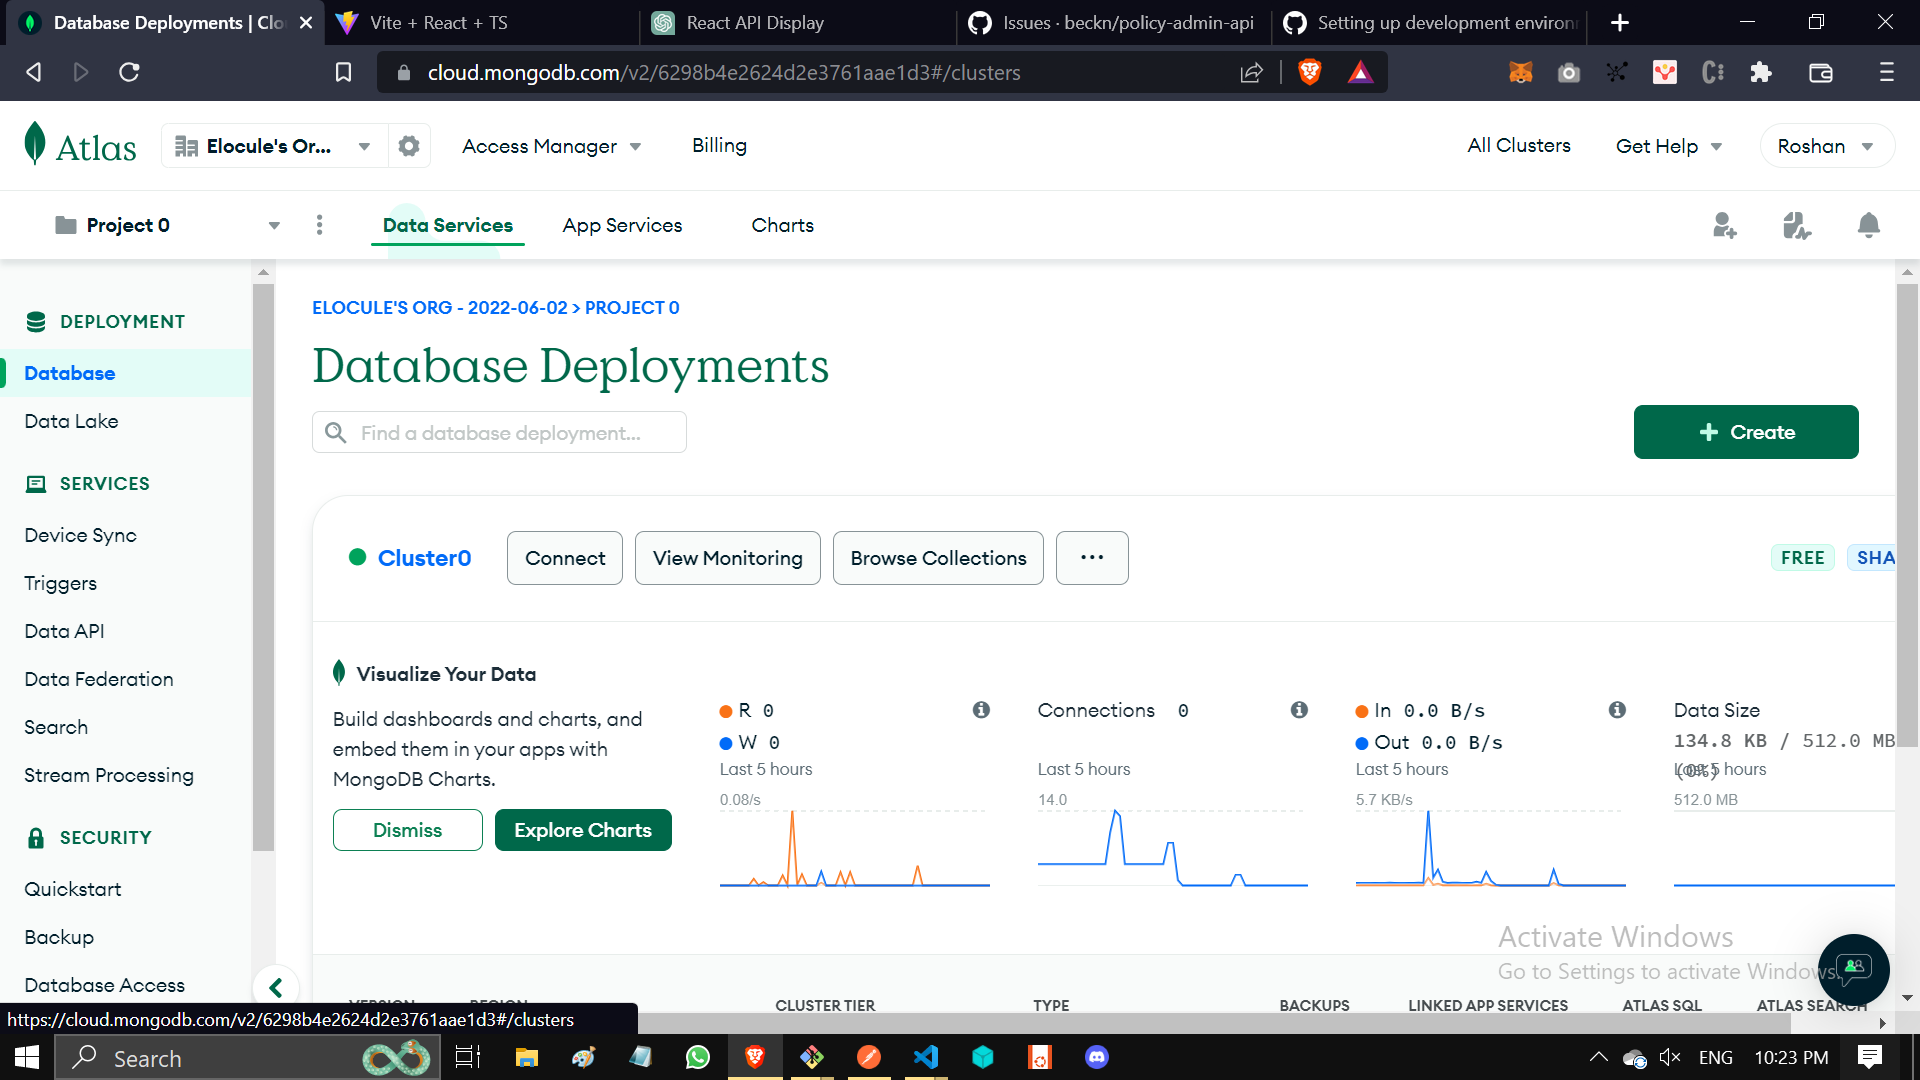 Database Deployments | Clo
Vite + React + TS
React API Display
Issues · beckn/policy-admin-api
Setting up development environm
cloud.mongodb.com/v2/6298b4e2624d2e3761aae1d3#/clusters
Atlas
Elocule's Or...
Access Manager
Billing
All Clusters
Get Help
Roshan
Project 0
Data Services
App Services
Charts
DEPLOYMENT
Database
Data Lake
SERVICES
Device Sync
Triggers
Data API
Data Federation
Search
Stream Processing
SECURITY
Quickstart
Backup
Database Access
ELOCULE'S ORG - 2022-06-02 > PROJECT 0
Database Deployments
Find a database deployment...
+ Create
Cluster0
Connect
View Monitoring
Browse Collections
...
FREE
SHA
Visualize Your Data
Build dashboards and charts, and
embed them in your apps with
MongoDB Charts.
Dismiss
Explore Charts
R 0
W 0
Last 5 hours
0.08/s
Connections 0
Last 5 hours
14.0
In 0.0 B/s
Out 0.0 B/s
Last 5 hours
5.7 KB/s
Data Size
134.8 KB / 512.0 MB
(0%)
Last 5 hours
512.0 MB
Activate Windows
Go to Settings to activate Windows.
VERSION
REGION
CLUSTER TIER
TYPE
BACKUPS
LINKED APP SERVICES
ATLAS SQL
ATLAS SEARCH
https://cloud.mongodb.com/v2/6298b4e2624d2e3761aae1d3#/clusters
Search
ENG
10:23 PM